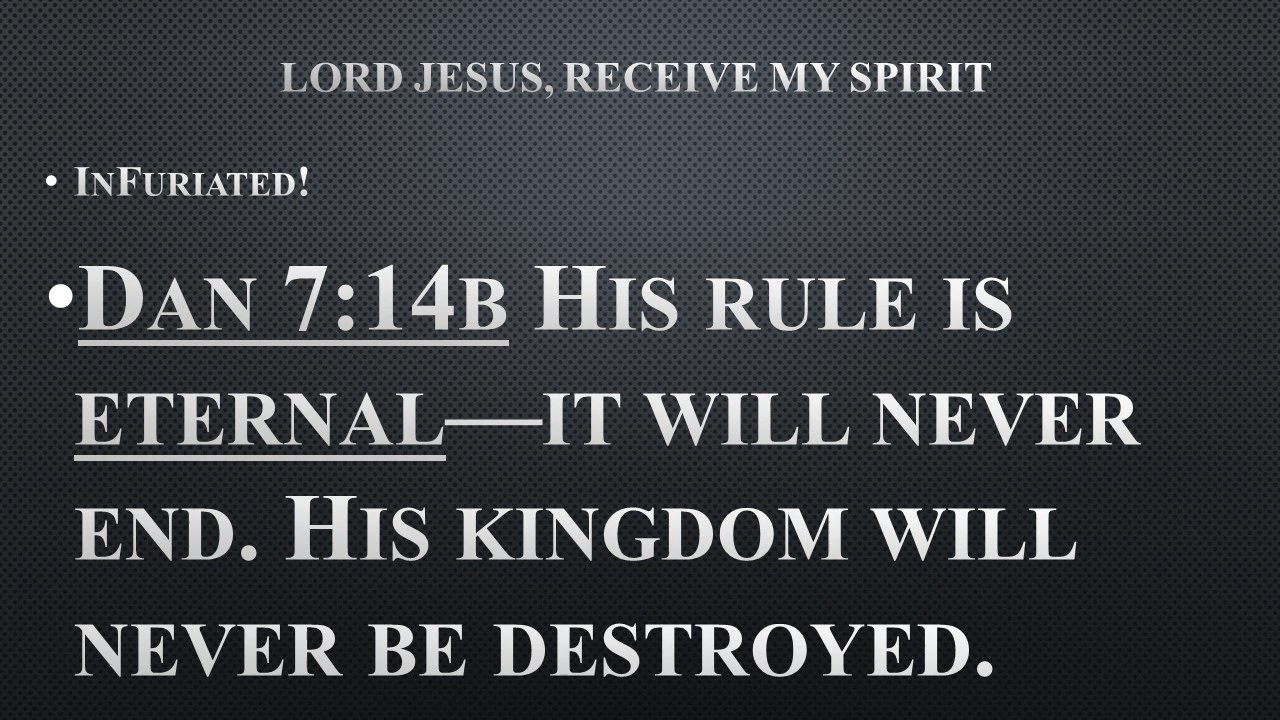 LORD JESUS, RECEIVE MY SPIRIT
• InFuriated!
• Dan 7:14b His rule is
eternal—it will never
end. His kingdom will
never be destroyed.